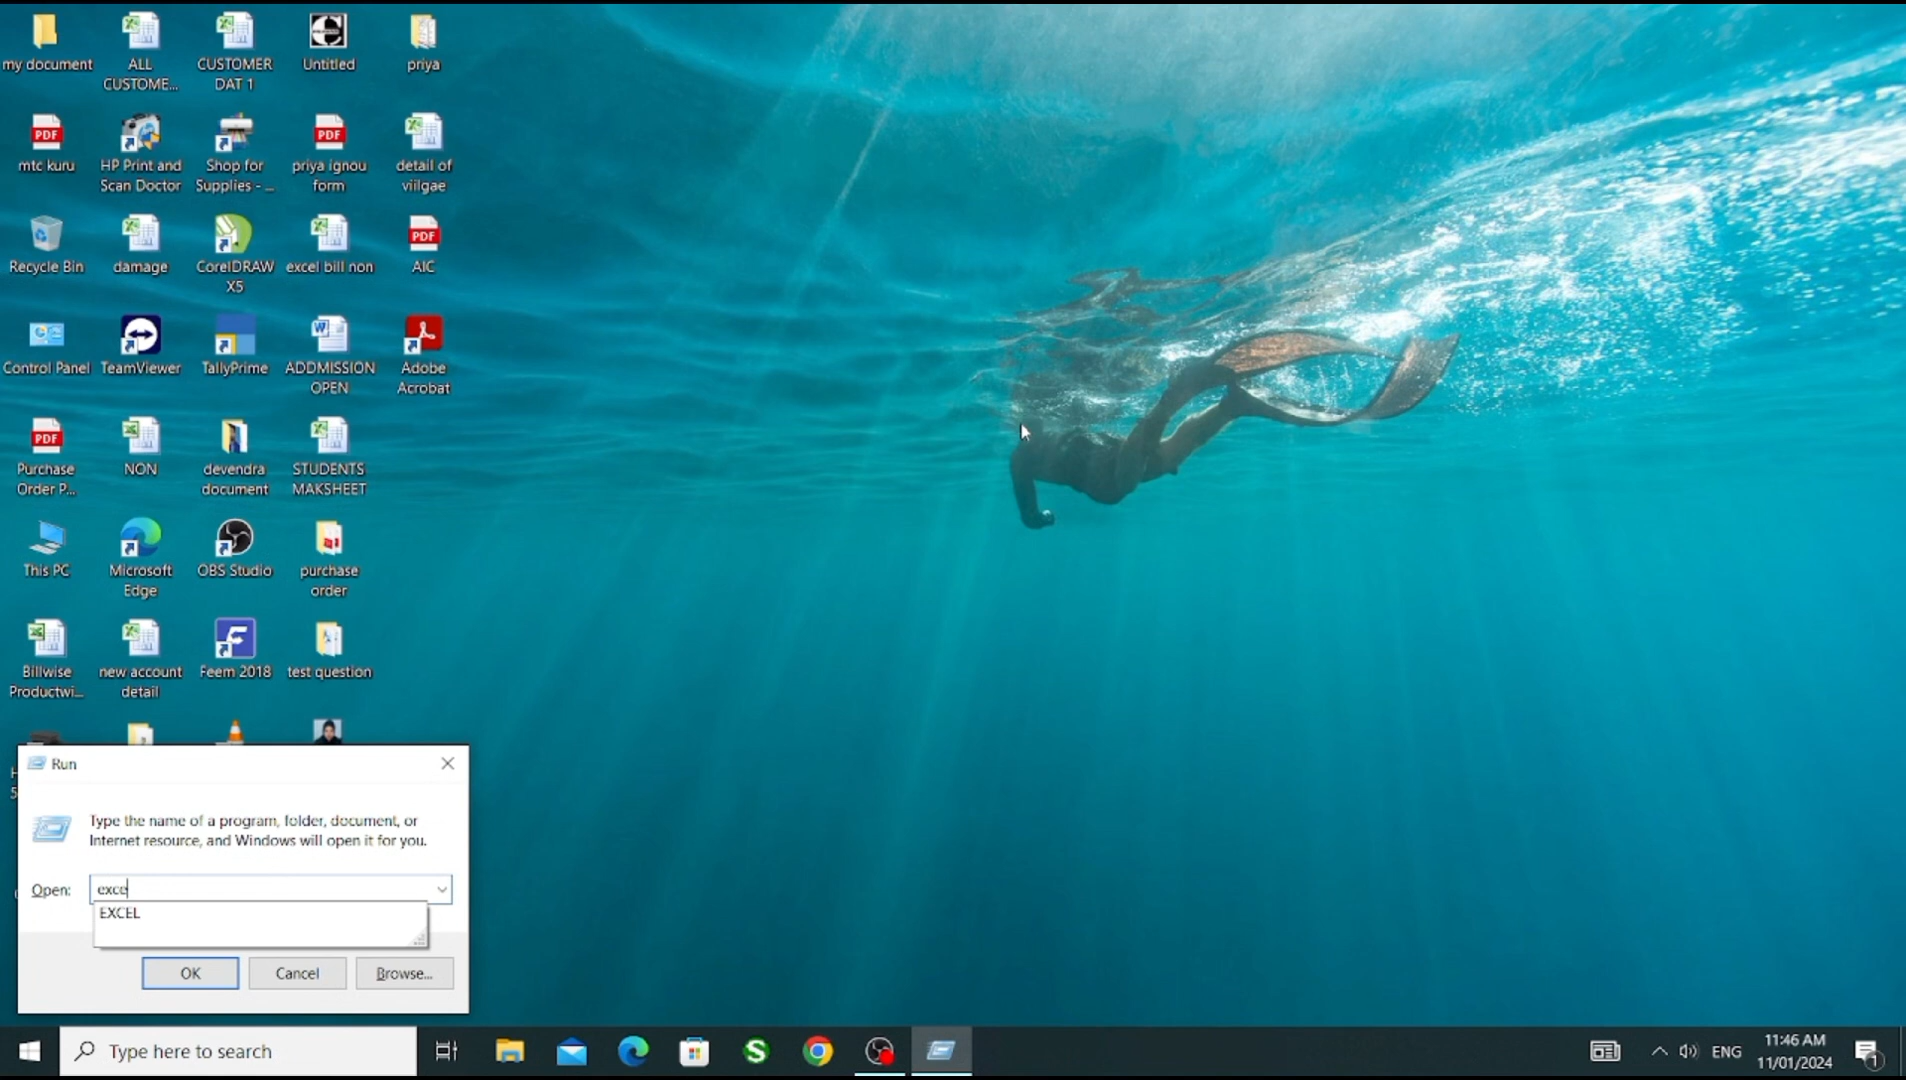 my document
ALL
CUSTOME...
CUSTOMER
DAT 1
Untitled
priya
PDF
mtc kuru
HP Print and
Scan Doctor
Shop for
Supplies - ...
PDF
priya ignou
form
detail of
viilgae
Recycle Bin
damage
CorelDRAW
X5
excel bill non
PDF
AIC
Control Panel
TeamViewer
TallyPrime
ADDMISSION
OPEN
Adobe
Acrobat
PDF
Purchase
Order P...
NON
devendra
document
STUDENTS
MAKSHEET
This PC
Microsoft
Edge
OBS Studio
purchase
order
Billwise
Productwi...
new account
detail
Feem 2018
test question
Run
Type the name of a program, folder, document, or
Internet resource, and Windows will open it for you.
Open: exce
EXCEL
OK Cancel Browse...
Type here to search
ENG
11:46 AM
11/01/2024
1